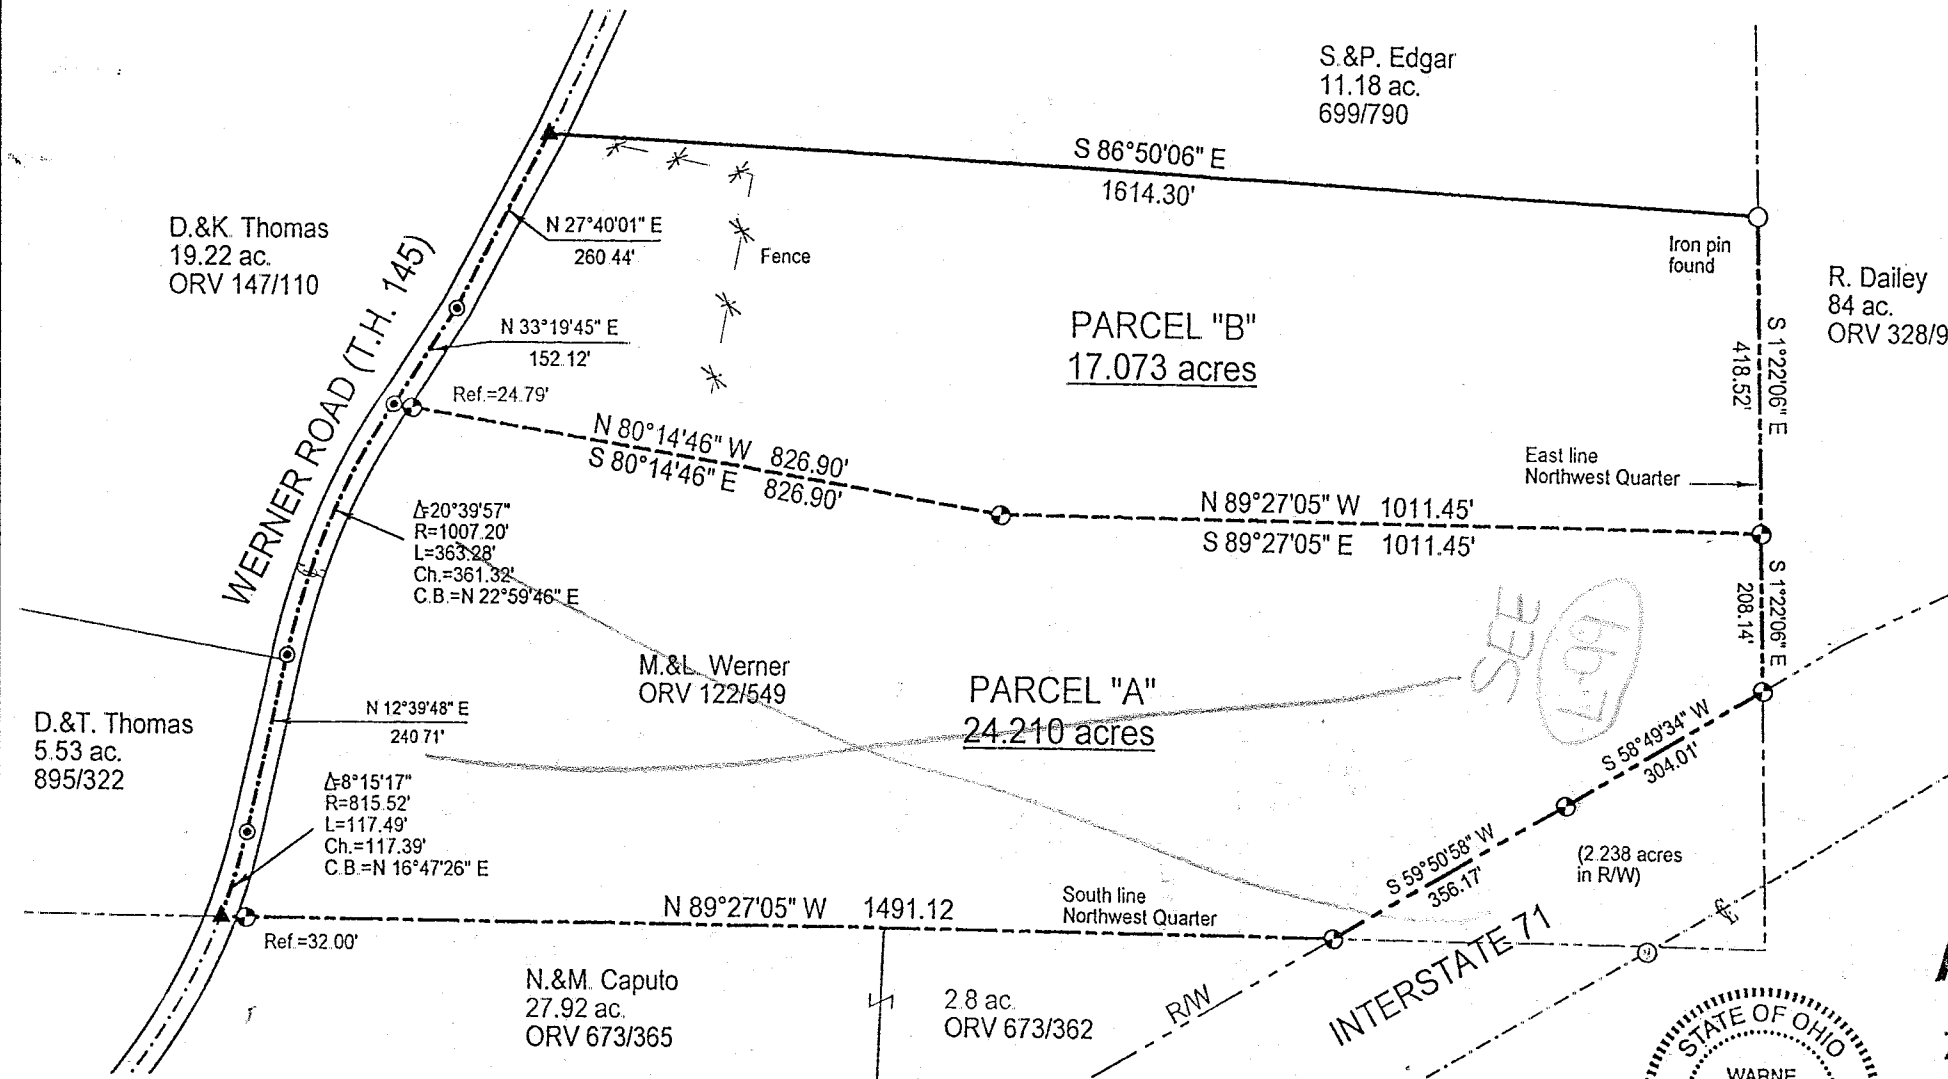 S.&P. Edgar
11.18 ac.
699/790
S 86°50'06" E
1614.30'
D.&K. Thomas
19.22 ac.
ORV 147/110
N 27°40'01" E
260.44'
Fence
Iron pin
found
R. Dailey
84 ac.
ORV 328/9
WERNER ROAD (T.H. 145)
N 33°19'45" E
152.12'
PARCEL "B"
17.073 acres
S 1°22'06" E
418.52'
Ref.=24.79'
N 80°14'46" W 826.90'
S 80°14'46" E 826.90'
East line
Northwest Quarter
N 89°27'05" W 1011.45'
S 89°27'05" E 1011.45'
Δ=20°39'57"
R=1007.20'
L=363.28'
Ch.=361.32'
C.B.=N 22°59'46" E
S 1°22'06" E
208.14'
SEE
L-99
M.&L. Werner
ORV 122/549
PARCEL "A"
24.210 acres
D.&T. Thomas
5.53 ac.
895/322
N 12°39'48" E
240.71'
S 58°49'34" W
304.01'
Δ=8°15'17"
R=815.52'
L=117.49'
Ch.=117.39'
C.B.=N 16°47'26" E
S 59°50'58" W
356.17'
(2.238 acres
in R/W)
N 89°27'05" W 1491.12
South line
Northwest Quarter
Ref.=32.00'
N.&M. Caputo
27.92 ac.
ORV 673/365
2.8 ac.
ORV 673/362
R/W
INTERSTATE 71
STATE OF OHIO
WARNE